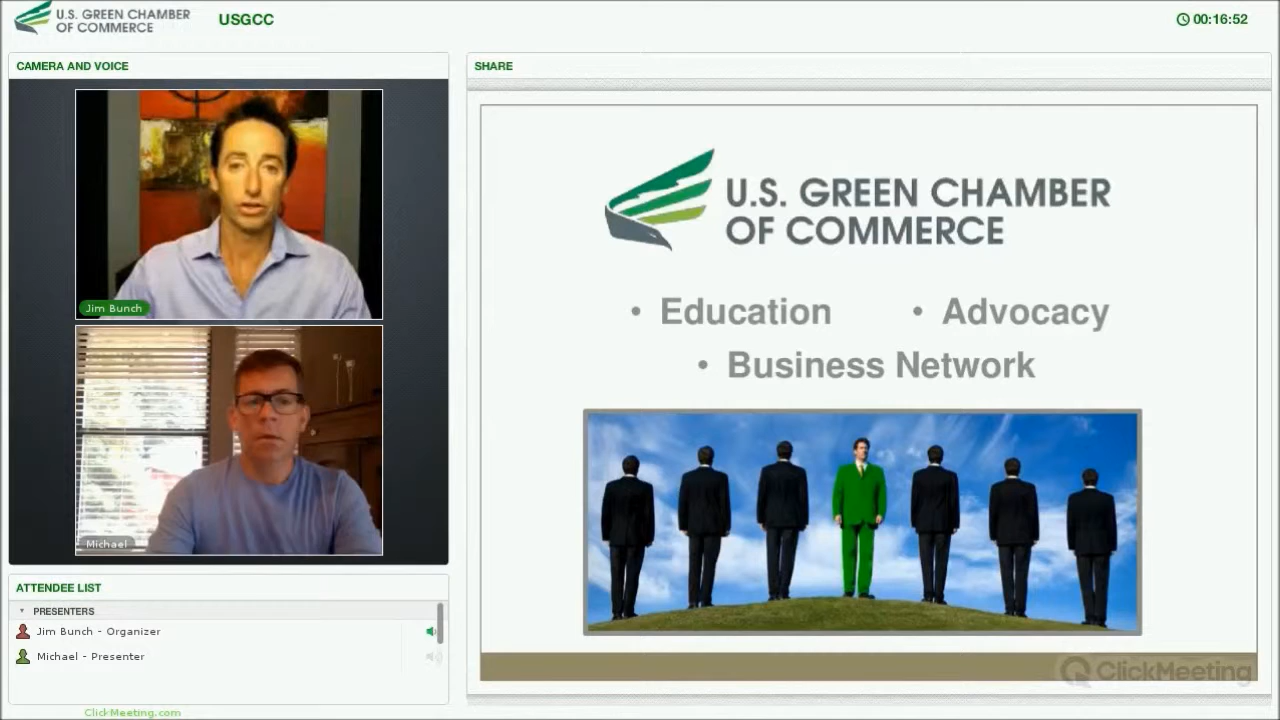 U.S. GREEN CHAMBER
OF COMMERCE
USGCC
00:16:52
CAMERA AND VOICE
Jim Bunch
Michael
ATTENDEE LIST
PRESENTERS
Jim Bunch - Organizer
Michael - Presenter
ClickMeeting.com
SHARE
U.S. GREEN CHAMBER
OF COMMERCE
• Education • Advocacy
• Business Network
ClickMeeting